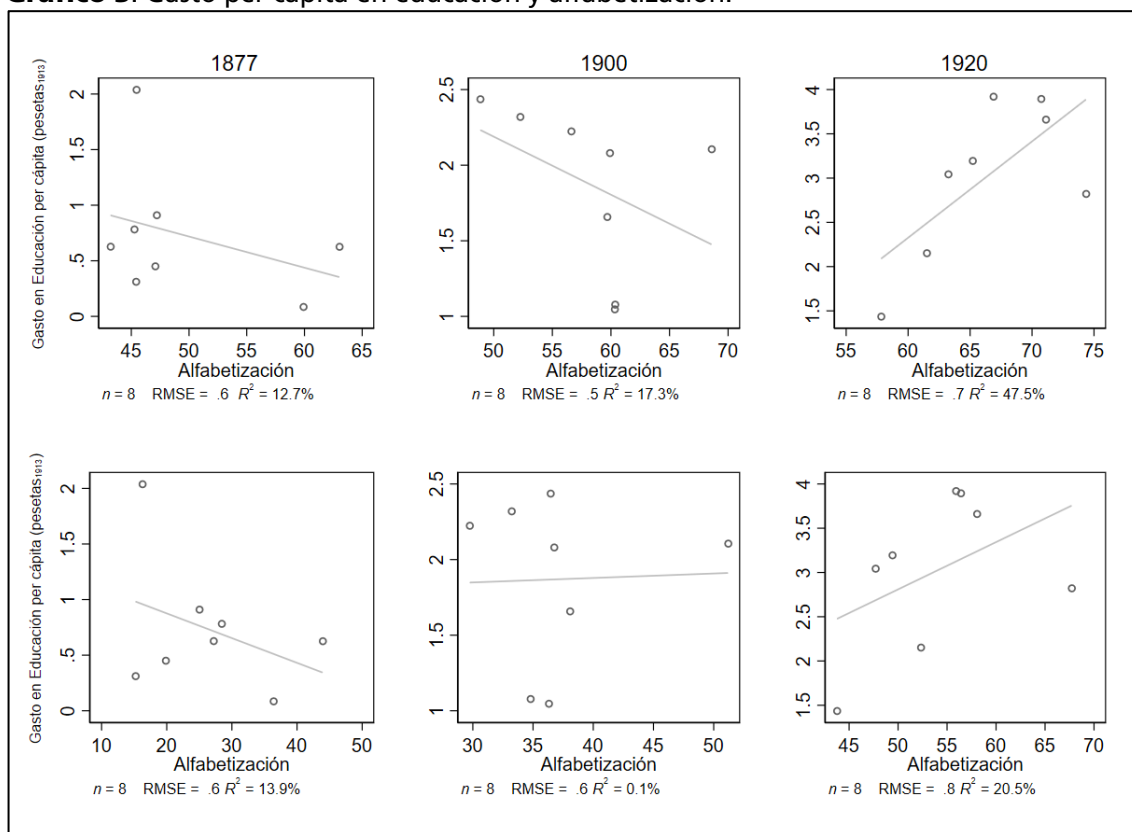 Gráfico 3. Gasto per cápita en educación y alfabetización.
1877
1900
1920
Gasto en Educación per cápita (pesetas1913)
2
1.5
1
.5
0
45 50 55 60 65
Alfabetización
n = 8 RMSE = .6 R² = 12.7%
2.5
2
1.5
1
50 55 60 65 70
Alfabetización
n = 8 RMSE = .5 R² = 17.3%
4
3.5
3
2.5
2
1.5
55 60 65 70 75
Alfabetización
n = 8 RMSE = .7 R² = 47.5%
Gasto en Educación per cápita (pesetas1913)
2
1.5
1
.5
0
10 20 30 40 50
Alfabetización
n = 8 RMSE = .6 R² = 13.9%
2.5
2
1.5
1
30 35 40 45 50
Alfabetización
n = 8 RMSE = .6 R² = 0.1%
4
3.5
3
2.5
2
1.5
45 50 55 60 65 70
Alfabetización
n = 8 RMSE = .8 R² = 20.5%